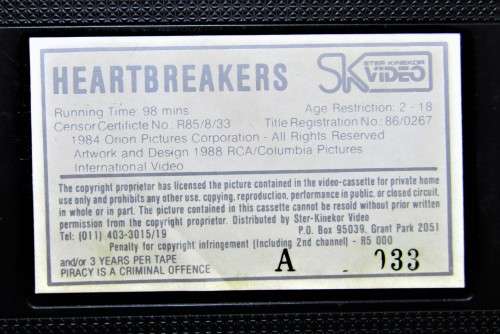 HEARTBREAKERS
SK STER-KINEKOR VIDEO
Running Time: 98 mins
Age Restriction: 2 - 18
Censor Certificate No.: R85/8/33
Title Registration No.: 86/0267
1984 Orion Pictures Corporation - All Rights Reserved
Artwork and Design 1988 RCA/Columbia Pictures
International Video
The copyright proprietor has licensed the picture contained in the video-cassette for private home
use only and prohibits any other use, copying, reproduction, performance in public, or closed circuit,
in whole or in part. The picture contained in this cassette cannot be resold without prior written
permission from the copyright proprietor. Distributed by Ster-Kinekor Video
Tel: (011) 403-3015/19
P.O. Box 95039, Grant Park 2051
Penalty for copyright infringement (Including 2nd channel) - R5 000
and/or 3 YEARS PER TAPE
PIRACY IS A CRIMINAL OFFENCE
A 033